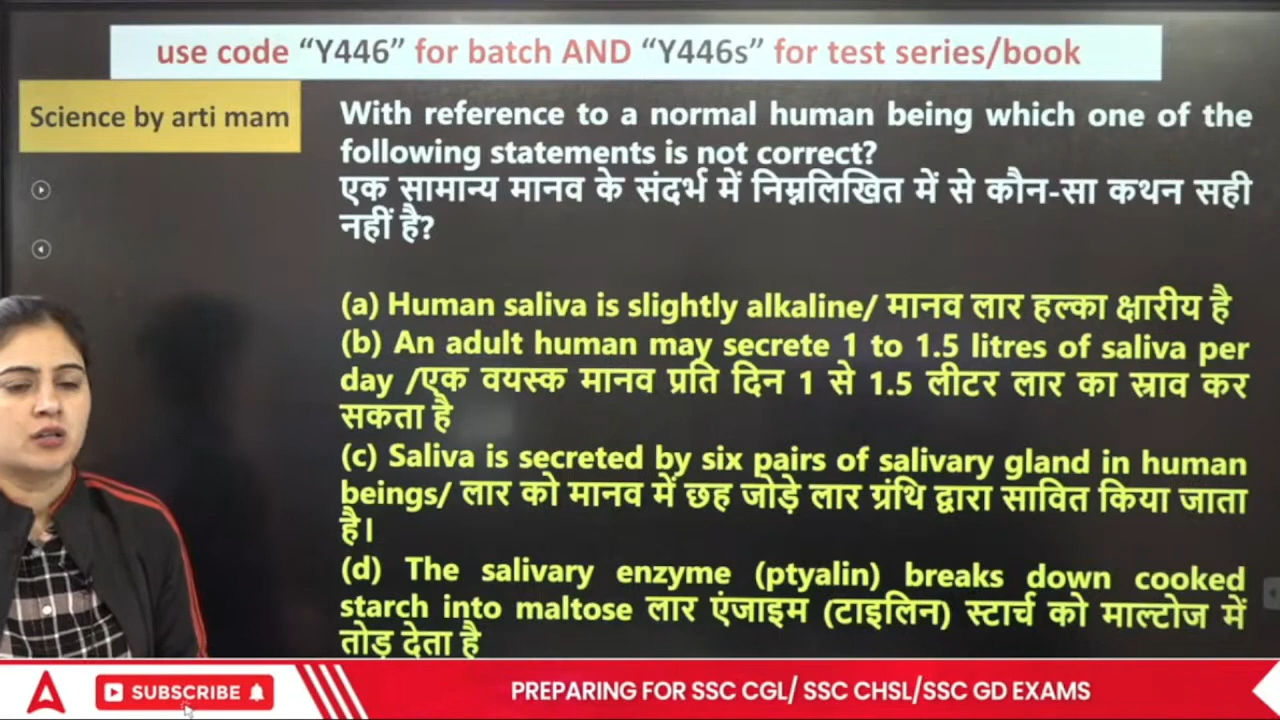 use code “Y446” for batch AND “Y446s” for test series/book
Science by arti mam
With reference to a normal human being which one of the
following statements is not correct?
एक सामान्य मानव के संदर्भ में निम्नलिखित में से कौन-सा कथन सही
नहीं है?
(a) Human saliva is slightly alkaline/ मानव लार हल्का क्षारीय है
(b) An adult human may secrete 1 to 1.5 litres of saliva per
day /एक वयस्क मानव प्रति दिन 1 से 1.5 लीटर लार का स्राव कर
सकता है
(c) Saliva is secreted by six pairs of salivary gland in human
beings/ लार को मानव में छह जोड़े लार ग्रंथि द्वारा सावित किया जाता
है।
(d) The salivary enzyme (ptyalin) breaks down cooked
starch into maltose लार एंजाइम (टाइलिन) स्टार्च को माल्टोज में
तोड़ देता है
SUBSCRIBE
PREPARING FOR SSC CGL/ SSC CHSL/SSC GD EXAMS